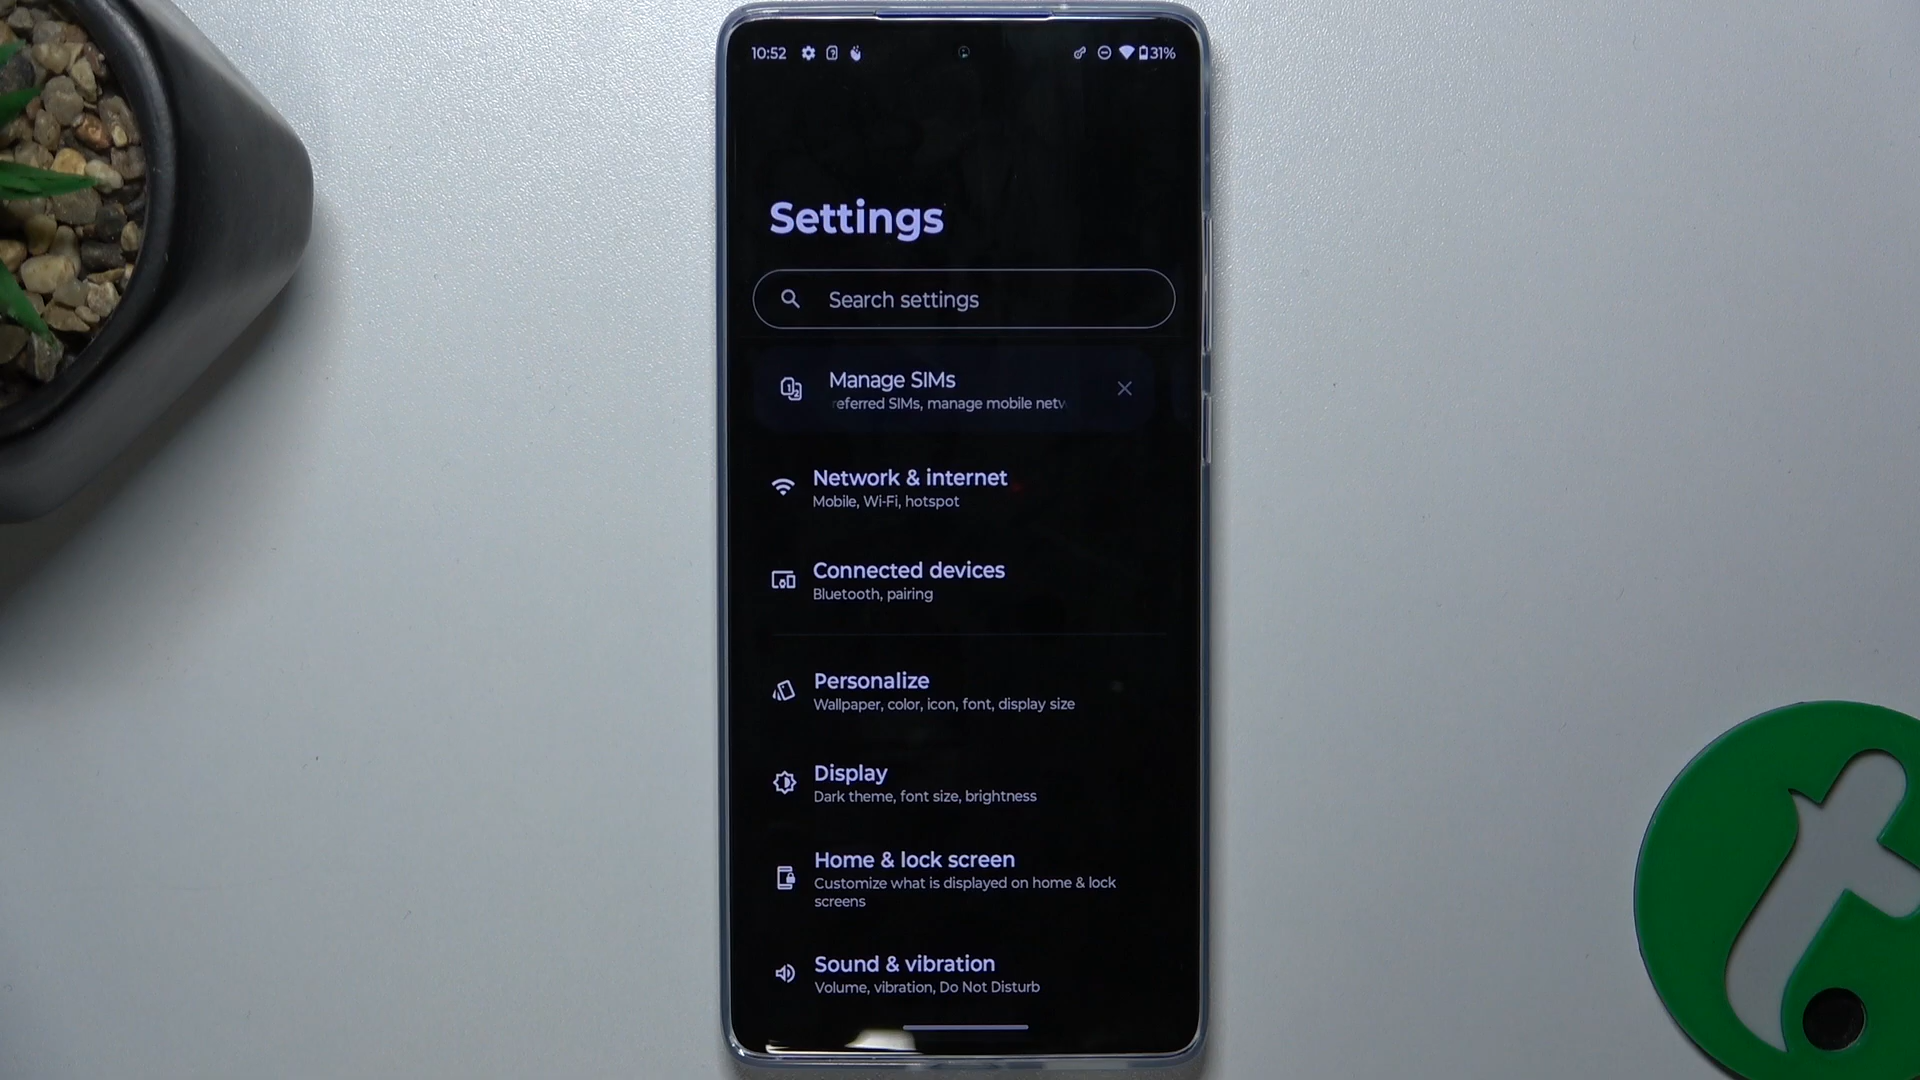 10:52
31%
Settings
Search settings
Manage SIMs
referred SIMs, manage mobile netw
Network & internet
Mobile, Wi-Fi, hotspot
Connected devices
Bluetooth, pairing
Personalize
Wallpaper, color, icon, font, display size
Display
Dark theme, font size, brightness
Home & lock screen
Customize what is displayed on home & lock
screens
Sound & vibration
Volume, vibration, Do Not Disturb